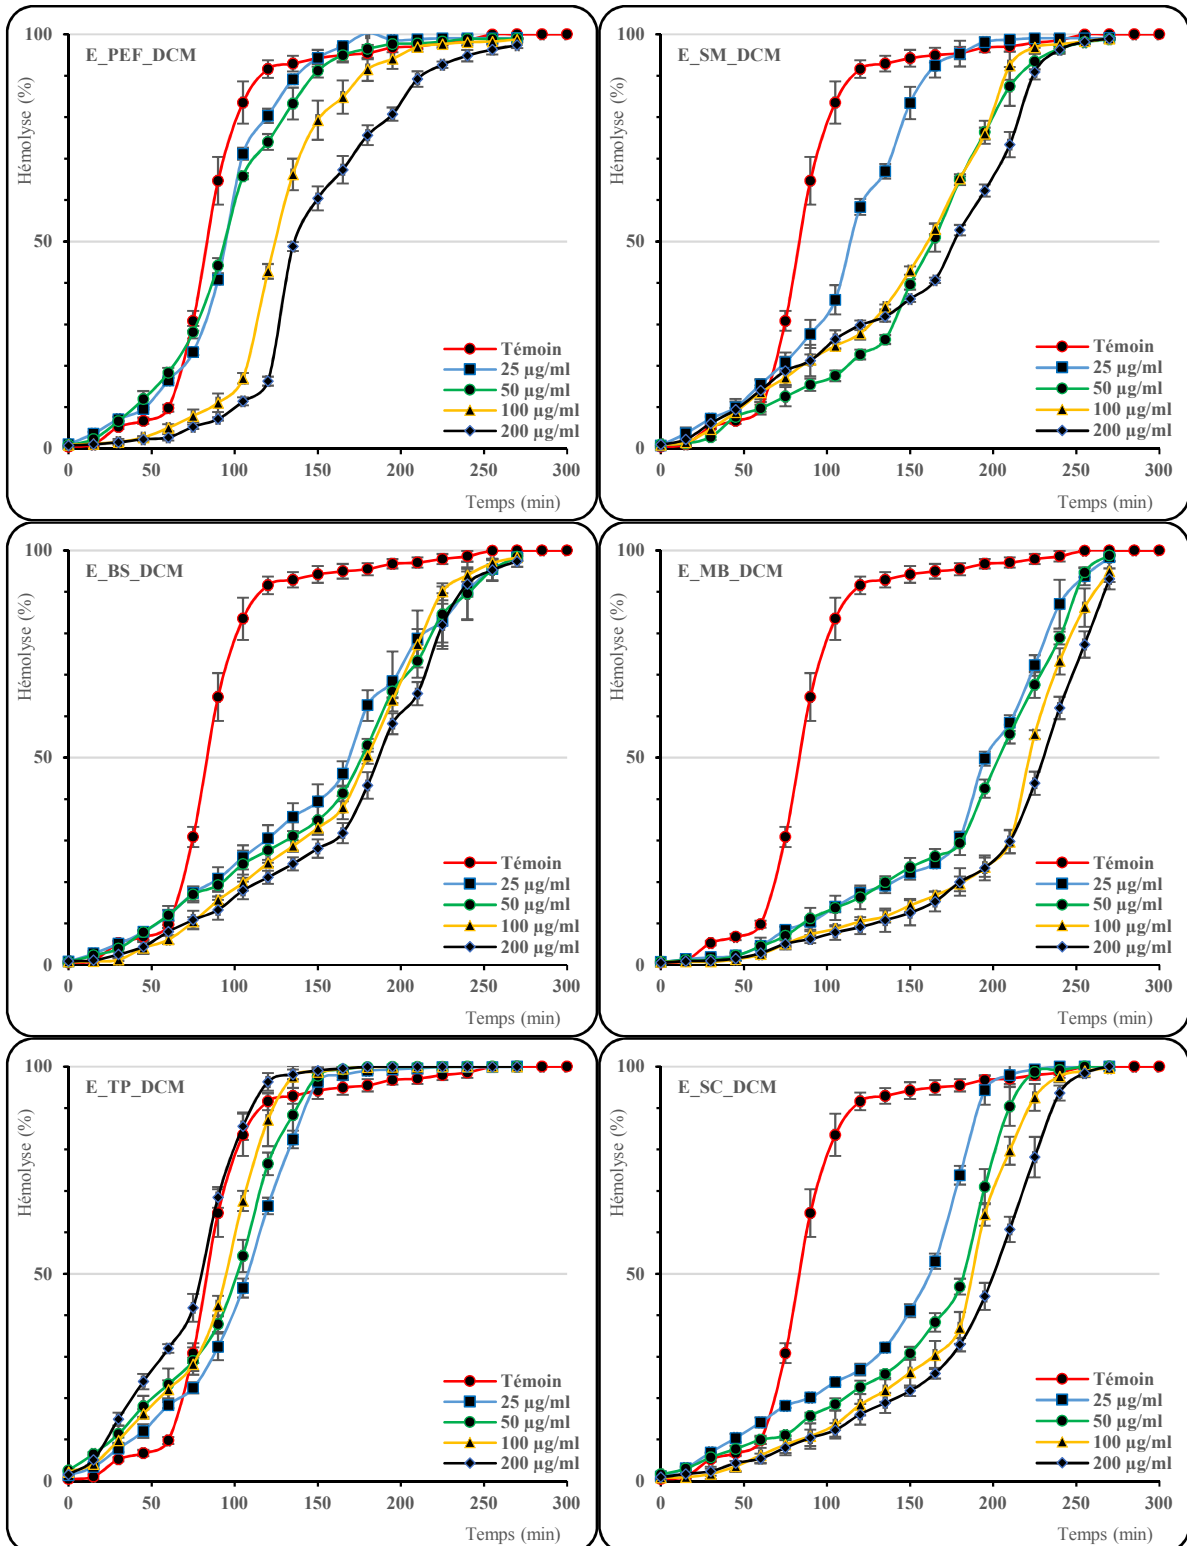 E_PEF_DCM
Hémolyse (%)
100
50
0
0 50 100 150 200 250 300
Temps (min)
Témoin
25 µg/ml
50 µg/ml
100 µg/ml
200 µg/ml
E_SM_DCM
Hémolyse (%)
100
50
0
0 50 100 150 200 250 300
Temps (min)
Témoin
25 µg/ml
50 µg/ml
100 µg/ml
200 µg/ml
E_BS_DCM
Hémolyse (%)
100
50
0
0 50 100 150 200 250 300
Temps (min)
Témoin
25 µg/ml
50 µg/ml
100 µg/ml
200 µg/ml
E_MB_DCM
Hémolyse (%)
100
50
0
0 50 100 150 200 250 300
Temps (min)
Témoin
25 µg/ml
50 µg/ml
100 µg/ml
200 µg/ml
E_TP_DCM
Hémolyse (%)
100
50
0
0 50 100 150 200 250 300
Temps (min)
Témoin
25 µg/ml
50 µg/ml
100 µg/ml
200 µg/ml
E_SC_DCM
Hémolyse (%)
100
50
0
0 50 100 150 200 250 300
Temps (min)
Témoin
25 µg/ml
50 µg/ml
100 µg/ml
200 µg/ml